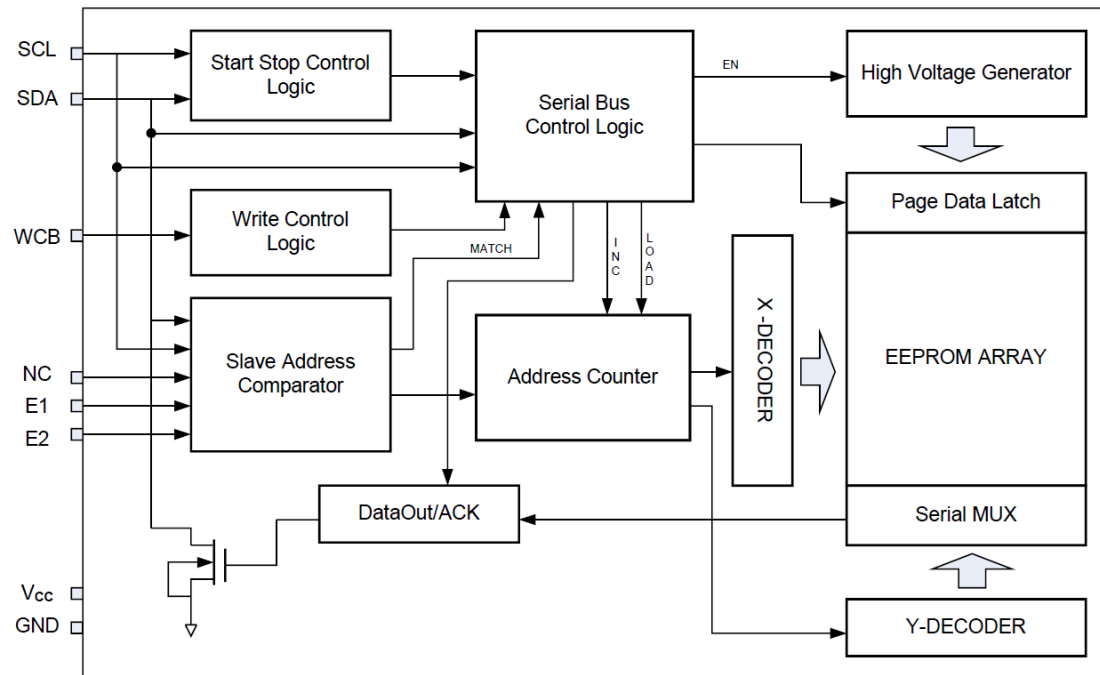 SCL
SDA
WCB
NC
E1
E2
Vcc
GND
Start Stop Control
Logic
Write Control
Logic
Slave Address
Comparator
Serial Bus
Control Logic
EN
MATCH
INC
LOAD
Address Counter
DataOut/ACK
X -DECODER
High Voltage Generator
Page Data Latch
EEPROM ARRAY
Serial MUX
Y-DECODER